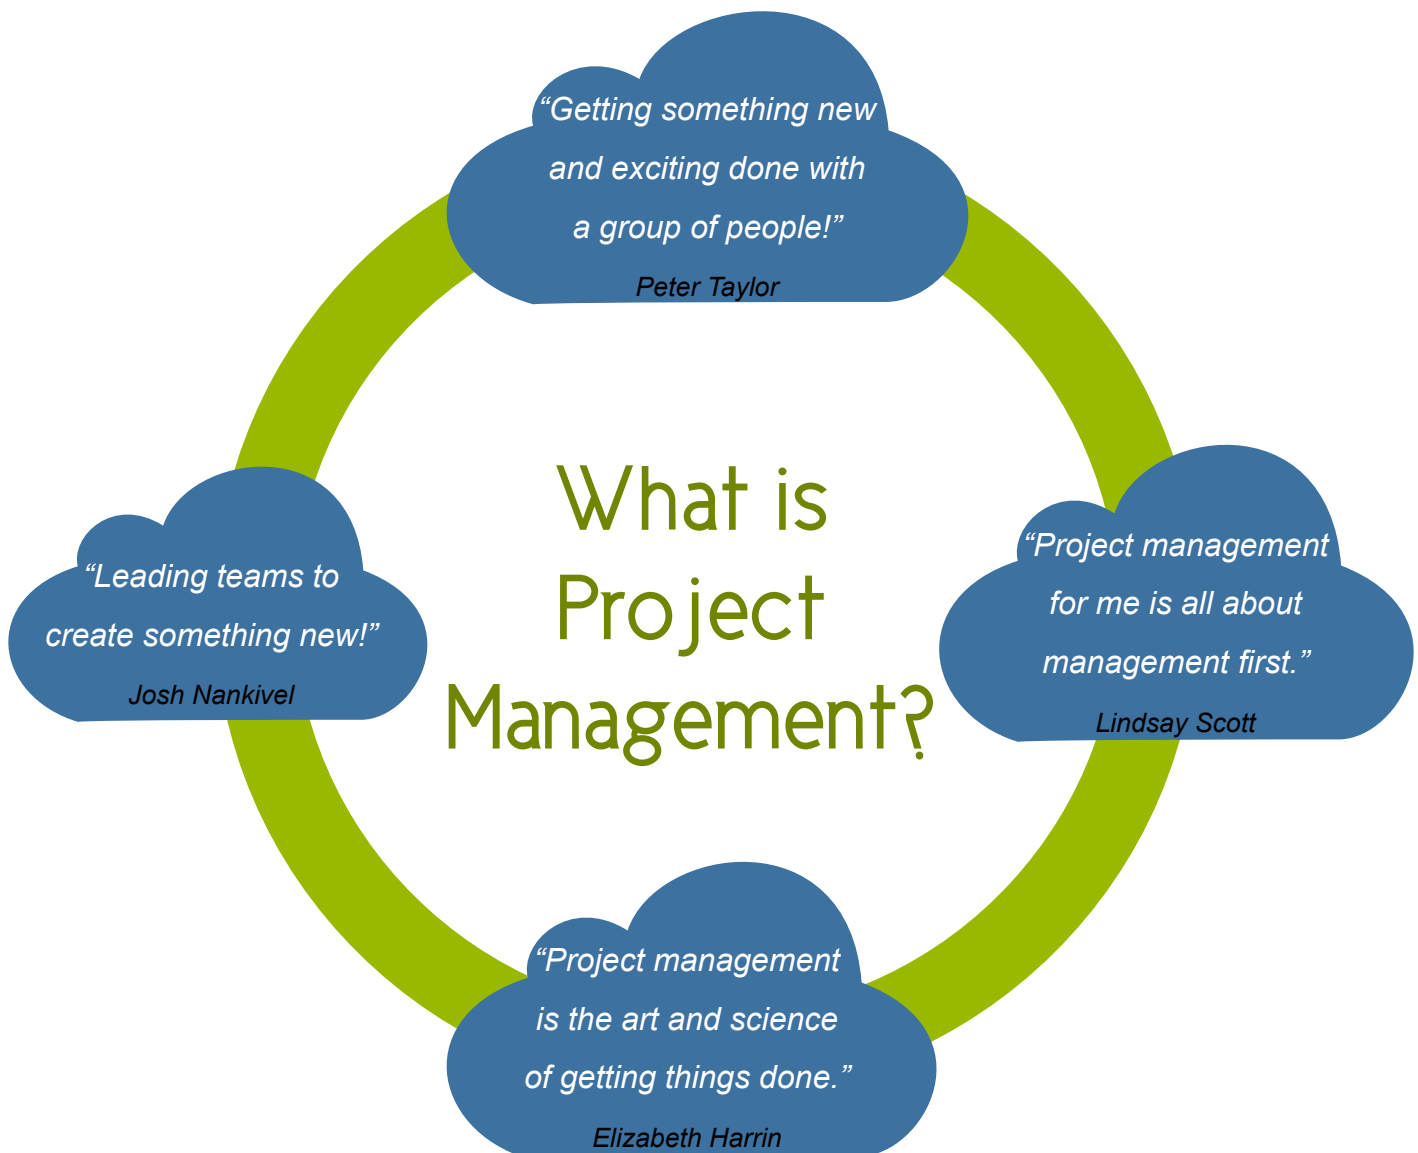 “Getting something new
and exciting done with
a group of people!”
Peter Taylor
What is
Project
Management?
“Leading teams to
create something new!”
Josh Nankivel
“Project management
for me is all about
management first.”
Lindsay Scott
“Project management
is the art and science
of getting things done.”
Elizabeth Harrin